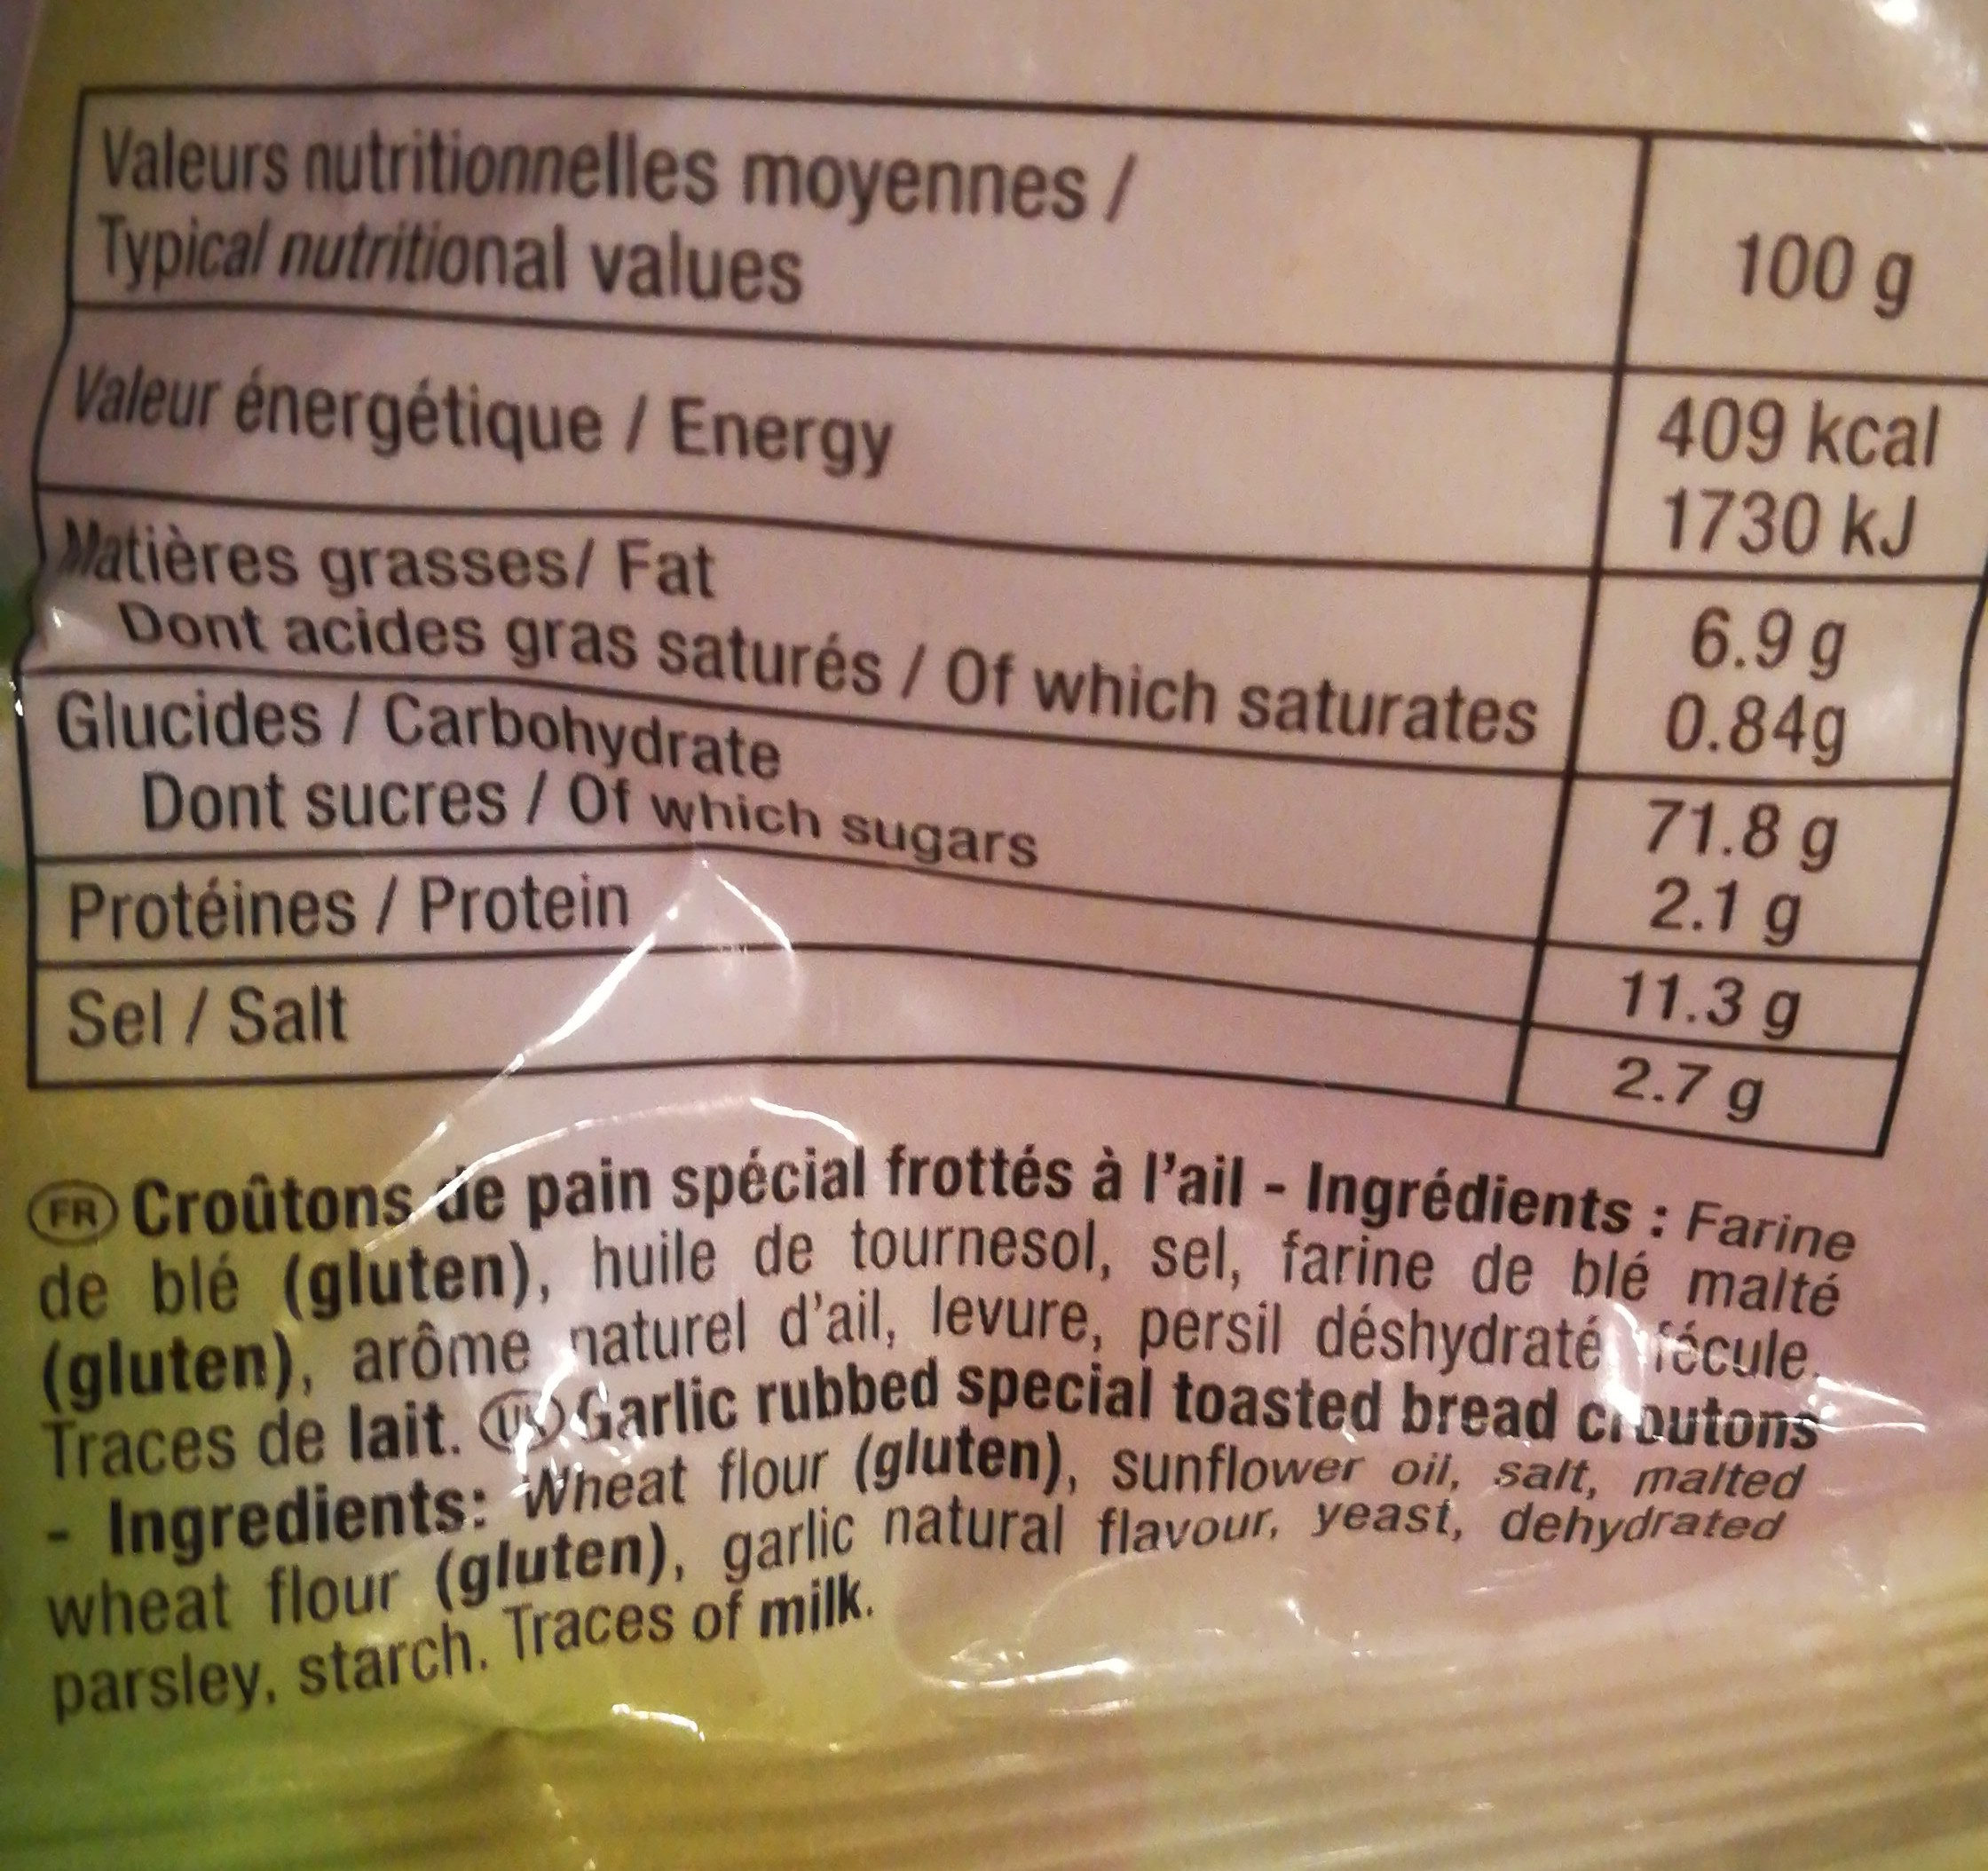 Valeurs nutritionnelles moyennes /
Typical nutritional values
100 g
Valeur énergétique / Energy
409 kcal
1730 kJ
Matières grasses/ Fat
6.9 g
Dont acides gras saturés / Of which saturates
0.84g
Glucides / Carbohydrate
71.8 g
Dont sucres / Of which sugars
2.1 g
Protéines / Protein
11.3 g
Sel / Salt
2.7 g
FR Croûtons de pain spécial frottés à l'ail - Ingrédients : Farine
de blé (gluten), huile de tournesol, sel, farine de blé malté
(gluten), arôme naturel d'ail, levure, persil déshydraté, fécule.
Traces de lait. UK Garlic rubbed special toasted bread croutons
- Ingredients: Wheat flour (gluten), sunflower oil, salt, malted
wheat flour (gluten), garlic natural flavour, yeast, dehydrated
parsley, starch. Traces of milk.